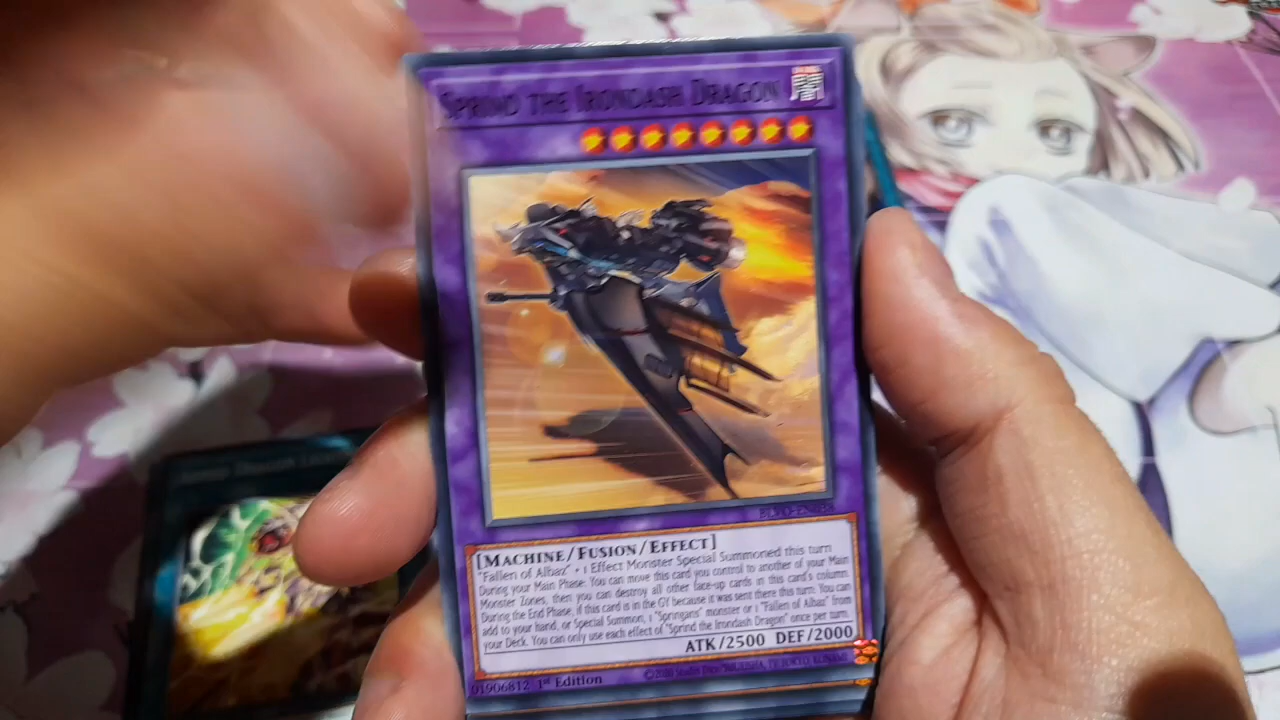 Sprind the Irondash Dragon
[Machine/Fusion/Effect]
"Fallen of Albaz" + 1 Effect Monster Special Summoned this turn
During your Main Phase: You can move this card you control to another of your Main
Monster Zones, then you can destroy all other face-up cards in this card's column.
During the End Phase, if this card is in the GY because it was sent there this turn: You can
add to your hand, or Special Summon, 1 "Springans" monster or 1 "Fallen of Albaz" from
your Deck. You can only use each effect of "Sprind the Irondash Dragon" once per turn.
ATK/2500 DEF/2000
01906812 1st Edition